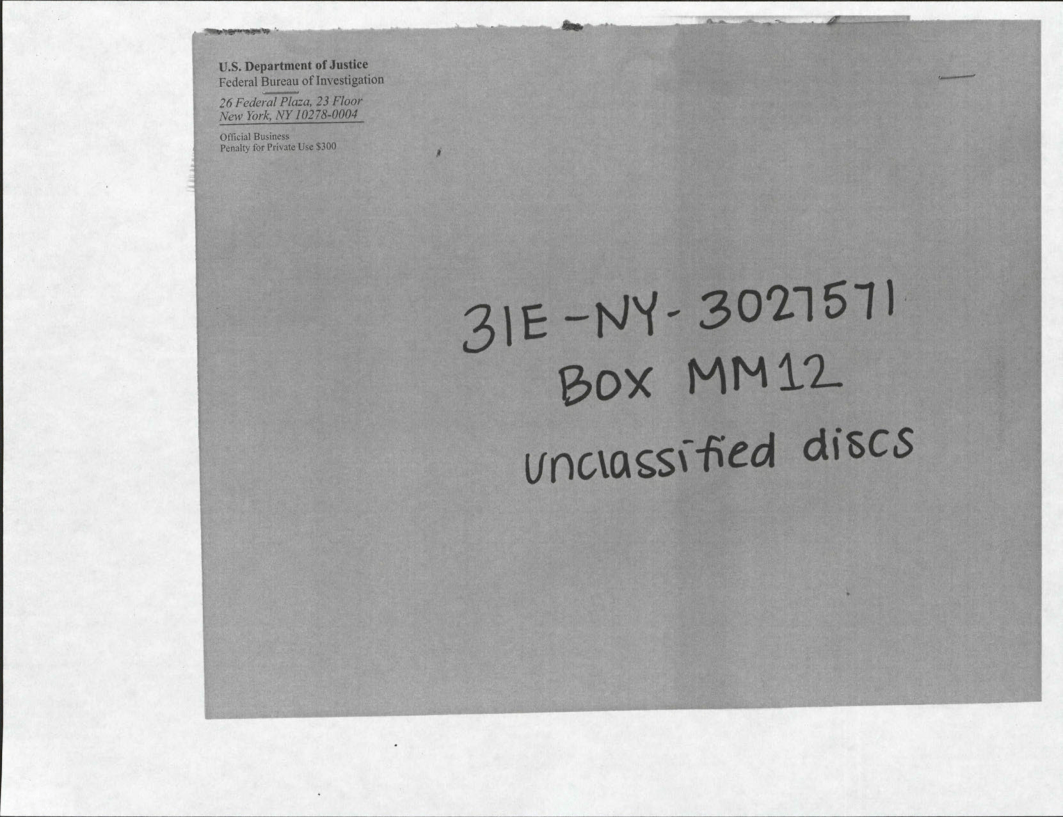 U.S. Department of Justice
Federal Bureau of Investigation
26 Federal Plaza, 23 Floor
New York, NY 10278-0004
Official Business
Penalty for Private Use $300
31E-NY-3027571
Box MM12
unclassified discs